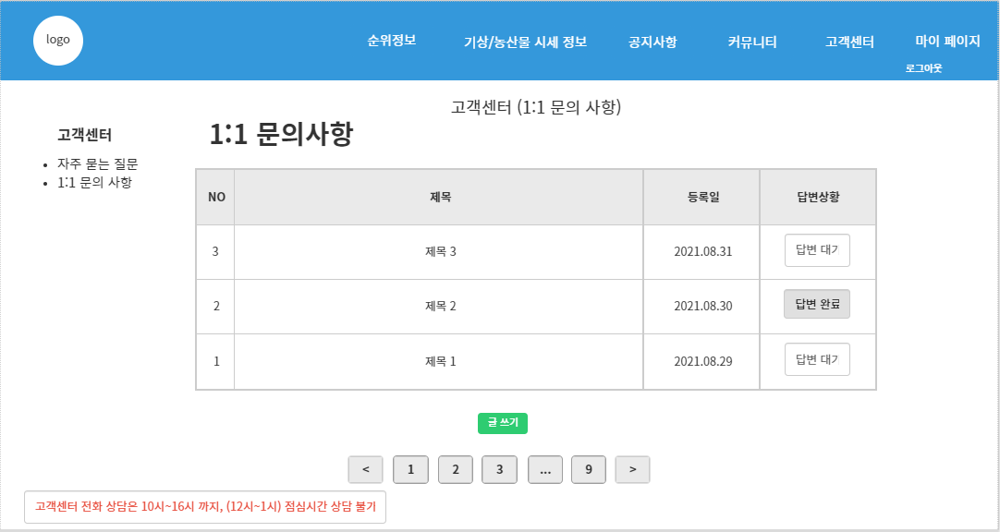 logo
순위정보
기상/농산물 시세 정보
공지사항
커뮤니티
고객센터
마이 페이지
로그아웃
고객센터 (1:1 문의 사항)
고객센터
• 자주 묻는 질문
• 1:1 문의 사항
1:1 문의사항
NO 제목 등록일 답변상황
3 제목 3 2021.08.31 답변 대기
2 제목 2 2021.08.30 답변 완료
1 제목 1 2021.08.29 답변 대기
글 쓰기
< 1 2 3 ... 9 >
고객센터 전화 상담은 10시~16시 까지, (12시~1시) 점심시간 상담 불가